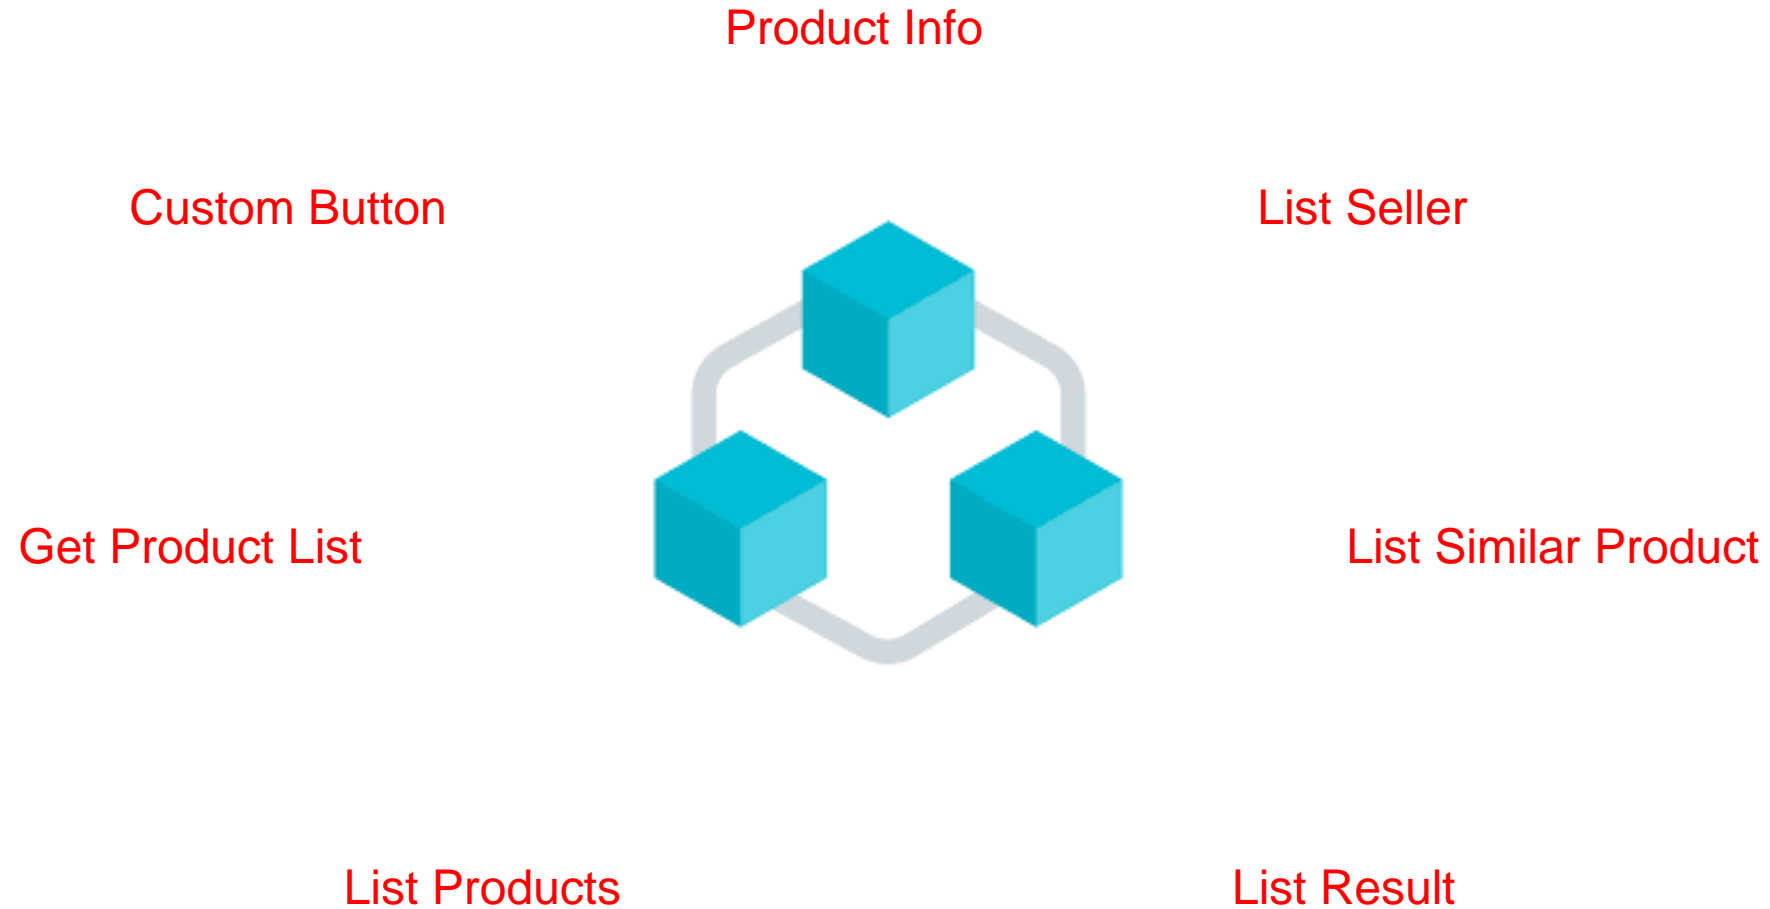 Product Info
Custom Button
List Seller
Get Product List
List Similar Product
List Products
List Result